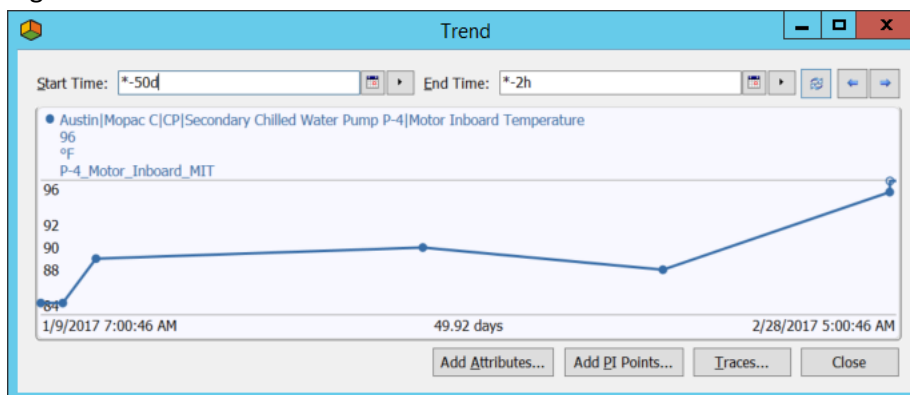 Trend
Start Time: *-50d End Time: *-2h
Austin|Mopac C|CP|Secondary Chilled Water Pump P-4|Motor Inboard Temperature
96
°F
P-4_Motor_Inboard_MIT
96
92
90
88
84
1/9/2017 7:00:46 AM 49.92 days 2/28/2017 5:00:46 AM
Add Attributes... Add PI Points... Traces... Close